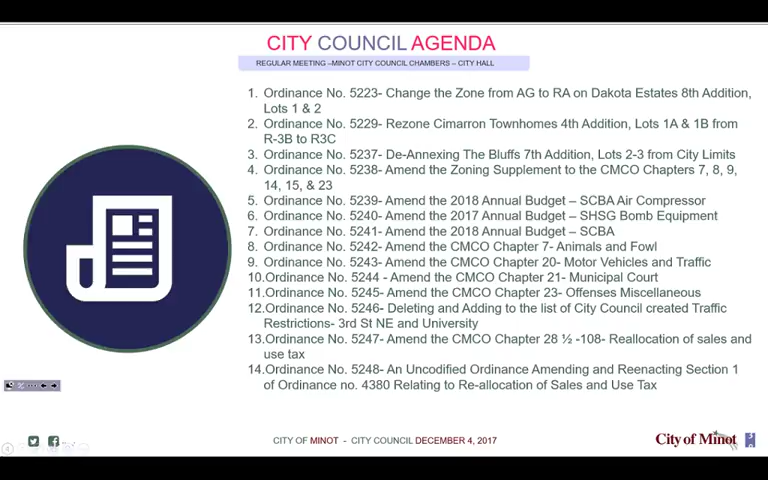 CITY COUNCIL AGENDA
REGULAR MEETING –MINOT CITY COUNCIL CHAMBERS – CITY HALL
1. Ordinance No. 5223- Change the Zone from AG to RA on Dakota Estates 8th Addition,
Lots 1 & 2
2. Ordinance No. 5229- Rezone Cimarron Townhomes 4th Addition, Lots 1A & 1B from
R-3B to R3C
3. Ordinance No. 5237- De-Annexing The Bluffs 7th Addition, Lots 2-3 from City Limits
4. Ordinance No. 5238- Amend the Zoning Supplement to the CMCO Chapters 7, 8, 9,
14, 15, & 23
5. Ordinance No. 5239- Amend the 2018 Annual Budget – SCBA Air Compressor
6. Ordinance No. 5240- Amend the 2017 Annual Budget – SHSG Bomb Equipment
7. Ordinance No. 5241- Amend the 2018 Annual Budget – SCBA
8. Ordinance No. 5242- Amend the CMCO Chapter 7- Animals and Fowl
9. Ordinance No. 5243- Amend the CMCO Chapter 20- Motor Vehicles and Traffic
10.Ordinance No. 5244 - Amend the CMCO Chapter 21- Municipal Court
11.Ordinance No. 5245- Amend the CMCO Chapter 23- Offenses Miscellaneous
12.Ordinance No. 5246- Deleting and Adding to the list of City Council created Traffic
Restrictions- 3rd St NE and University
13.Ordinance No. 5247- Amend the CMCO Chapter 28 ½ -108- Reallocation of sales and
use tax
14.Ordinance No. 5248- An Uncodified Ordinance Amending and Reenacting Section 1
of Ordinance no. 4380 Relating to Re-allocation of Sales and Use Tax
CITY OF MINOT - CITY COUNCIL DECEMBER 4, 2017
City of Minot